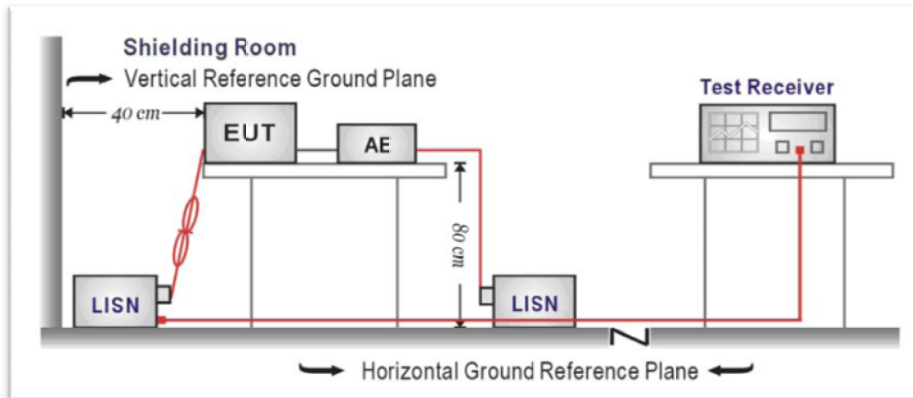 Shielding Room
Vertical Reference Ground Plane
Test Receiver
40 cm
EUT
AE
80 cm
LISN
LISN
Horizontal Ground Reference Plane